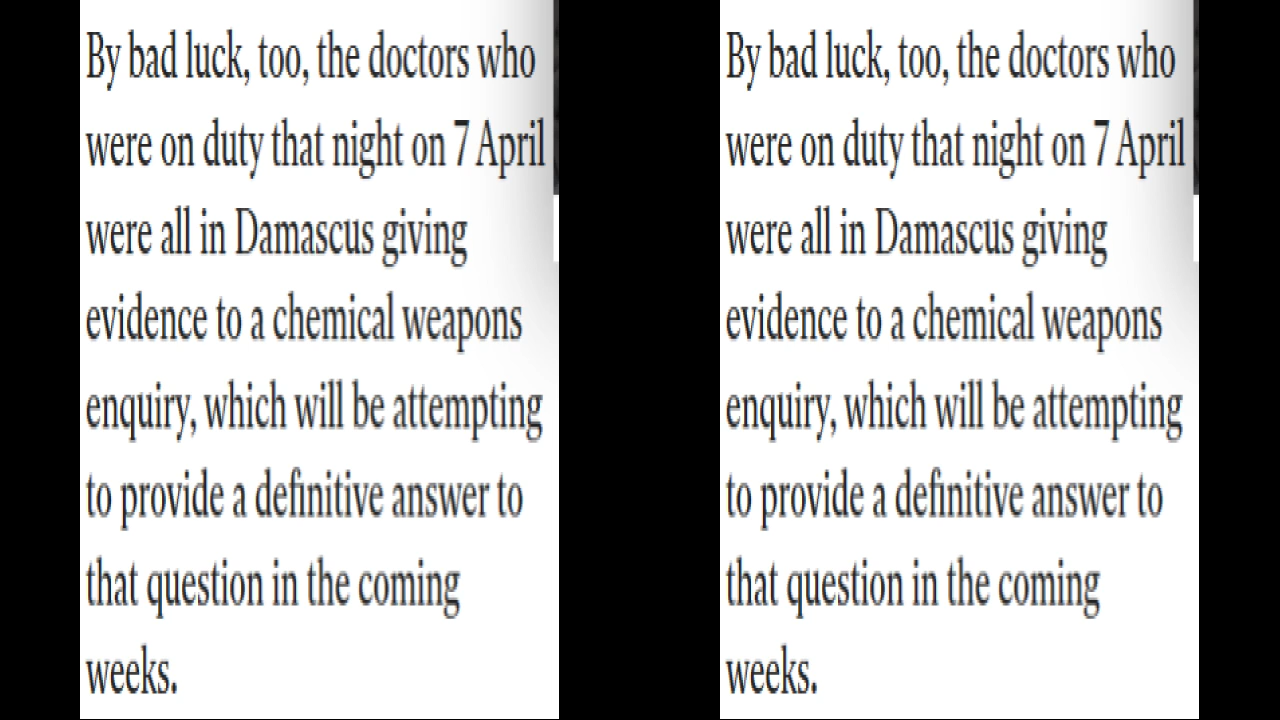 By bad luck, too, the doctors who
were on duty that night on 7 April
were all in Damascus giving
evidence to a chemical weapons
enquiry, which will be attempting
to provide a definitive answer to
that question in the coming
weeks.
By bad luck, too, the doctors who
were on duty that night on 7 April
were all in Damascus giving
evidence to a chemical weapons
enquiry, which will be attempting
to provide a definitive answer to
that question in the coming
weeks.